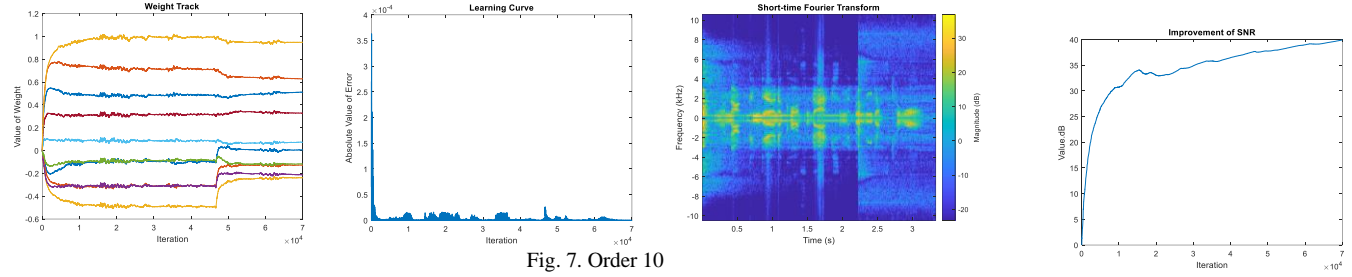 Weight Track
1.2
1
0.8
0.6
0.4
0.2
0
-0.2
-0.4
-0.6
Value of Weight
0 1 2 3 4 5 6 7
Iteration
×10⁴
Learning Curve
4 ×10⁻⁴
3.5
3
2.5
2
1.5
1
0.5
0
Absolute Value of Error
0 1 2 3 4 5 6 7
Iteration
×10⁴
Short-time Fourier Transform
10
8
6
4
2
0
-2
-4
-6
-8
-10
Frequency (kHz)
0.5 1 1.5 2 2.5 3
Time (s)
30
20
10
0
-10
-20
Magnitude (dB)
Improvement of SNR
40
35
30
25
20
15
10
5
0
Value,dB
0 1 2 3 4 5 6 7
Iteration
×10⁴
Fig. 7. Order 10